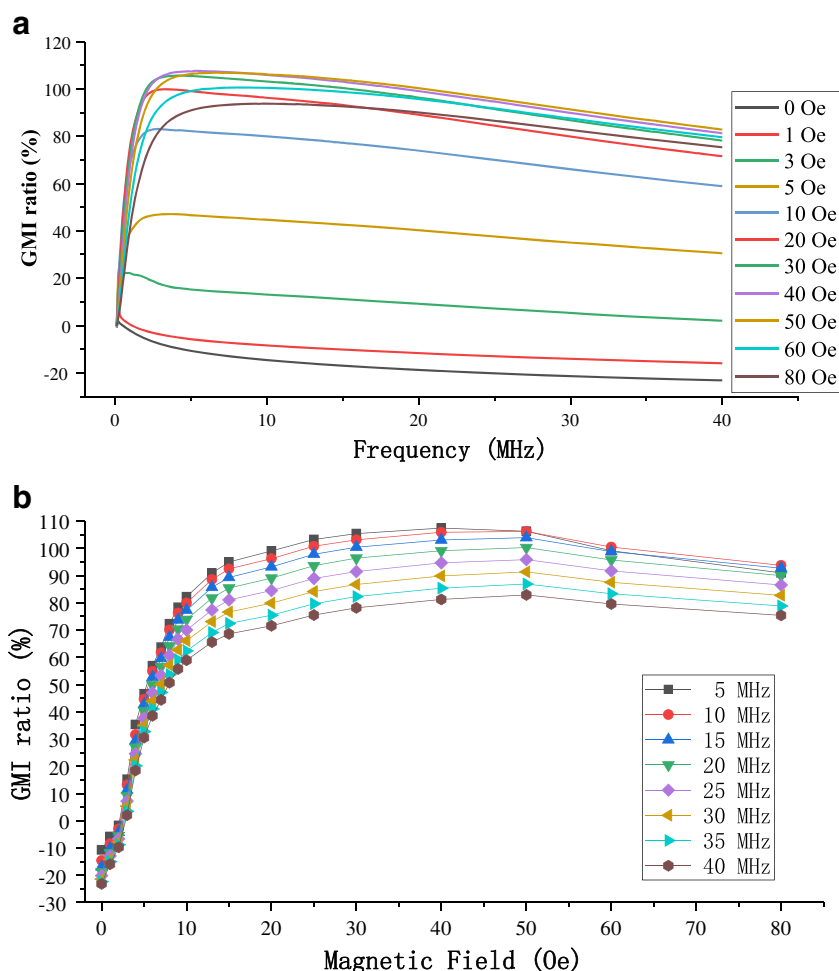 a
120
100
80
60
40
20
0
-20
GMI ratio (%)
0 10 20 30 40
Frequency (MHz)
0 Oe
1 Oe
3 Oe
5 Oe
10 Oe
20 Oe
30 Oe
40 Oe
50 Oe
60 Oe
80 Oe
b
110
100
90
80
70
60
50
40
30
20
10
0
-10
-20
-30
GMI ratio (%)
0 10 20 30 40 50 60 70 80
Magnetic Field (Oe)
5 MHz
10 MHz
15 MHz
20 MHz
25 MHz
30 MHz
35 MHz
40 MHz